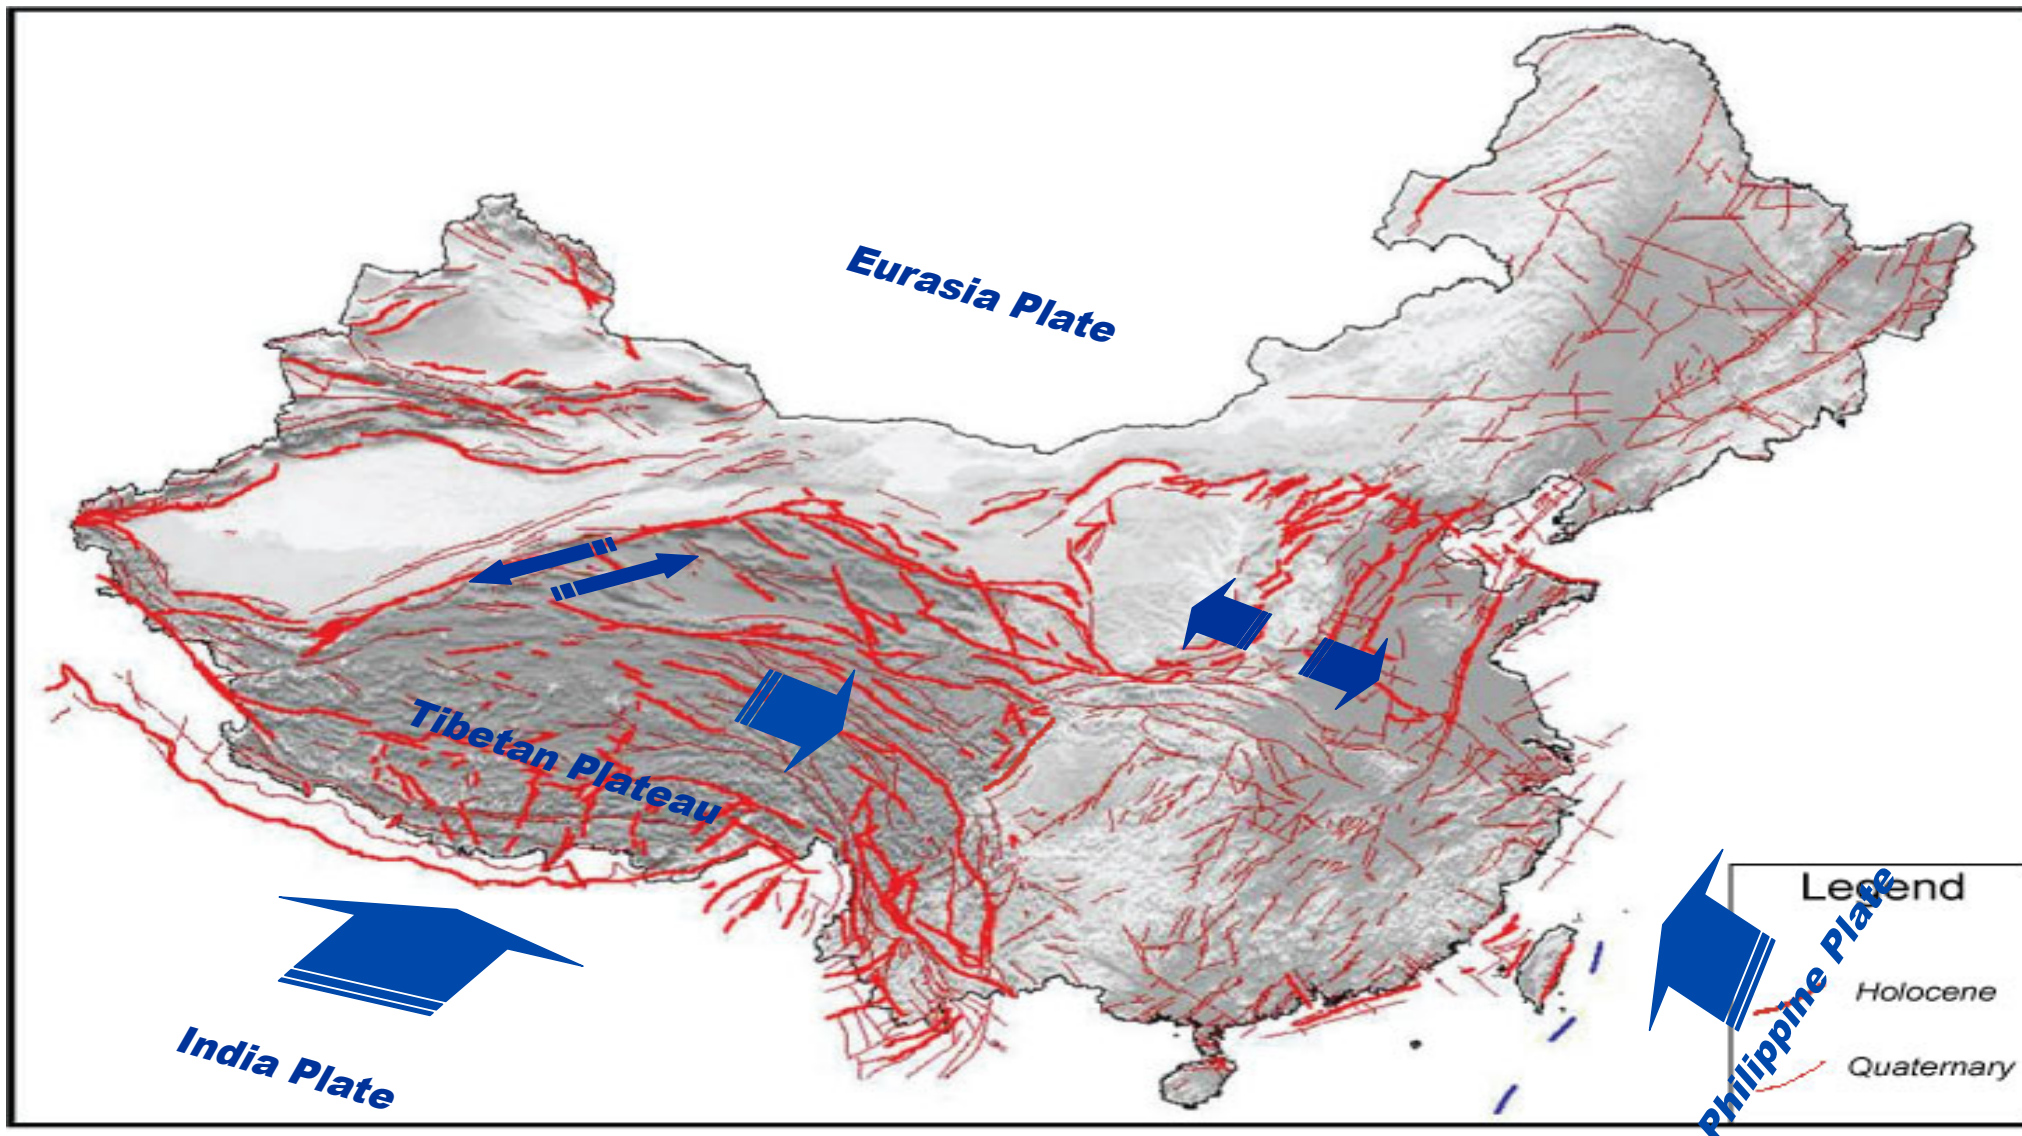 Eurasia Plate
Tibetan Plateau
India Plate
Philippine Plate
Legend
Holocene
Quaternary